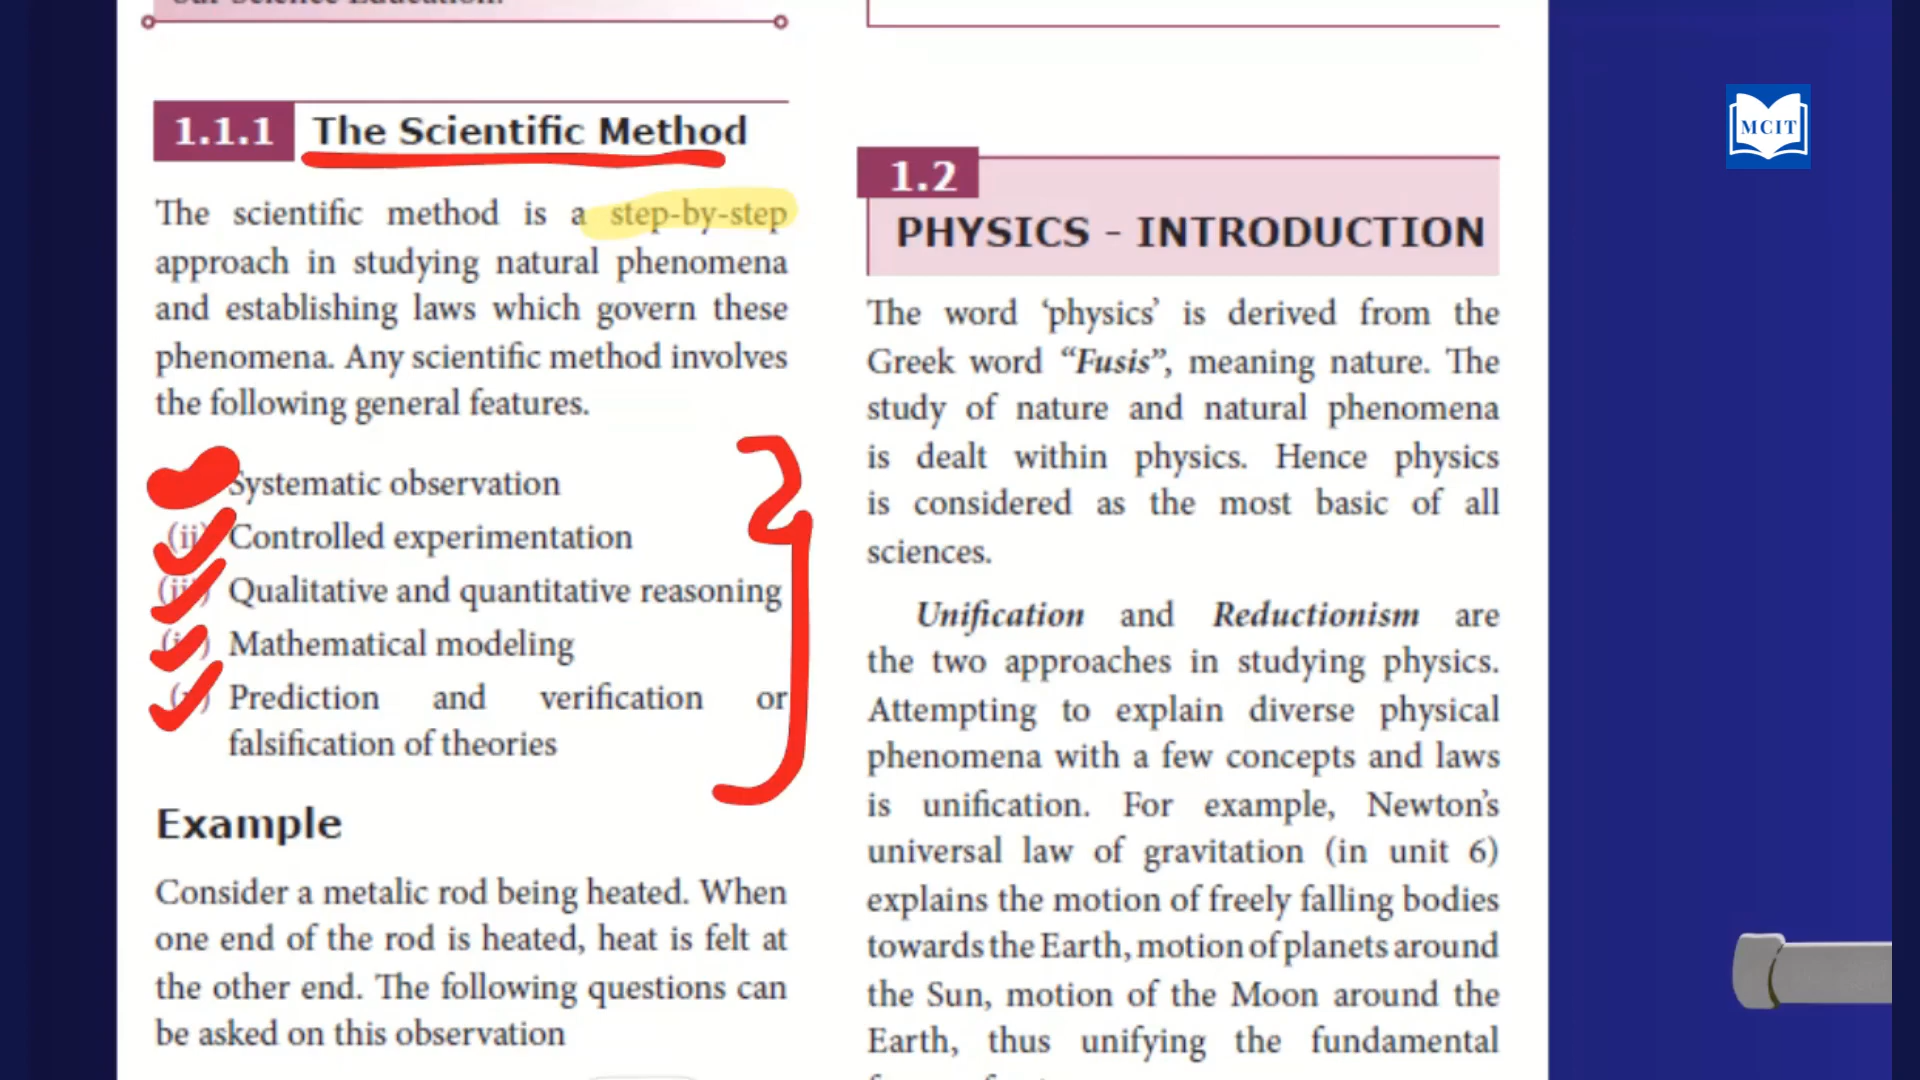 1.1.1 The Scientific Method
The scientific method is a step-by-step
approach in studying natural phenomena
and establishing laws which govern these
phenomena. Any scientific method involves
the following general features.
Systematic observation
(ii) Controlled experimentation
Qualitative and quantitative reasoning
Mathematical modeling
Prediction and verification or
falsification of theories
Example
Consider a metalic rod being heated. When
one end of the rod is heated, heat is felt at
the other end. The following questions can
be asked on this observation
1.2
PHYSICS - INTRODUCTION
The word ‘physics’ is derived from the
Greek word “Fusis”, meaning nature. The
study of nature and natural phenomena
is dealt within physics. Hence physics
is considered as the most basic of all
sciences.
Unification and Reductionism are
the two approaches in studying physics.
Attempting to explain diverse physical
phenomena with a few concepts and laws
is unification. For example, Newton’s
universal law of gravitation (in unit 6)
explains the motion of freely falling bodies
towards the Earth, motion of planets around
the Sun, motion of the Moon around the
Earth, thus unifying the fundamental
MCIT